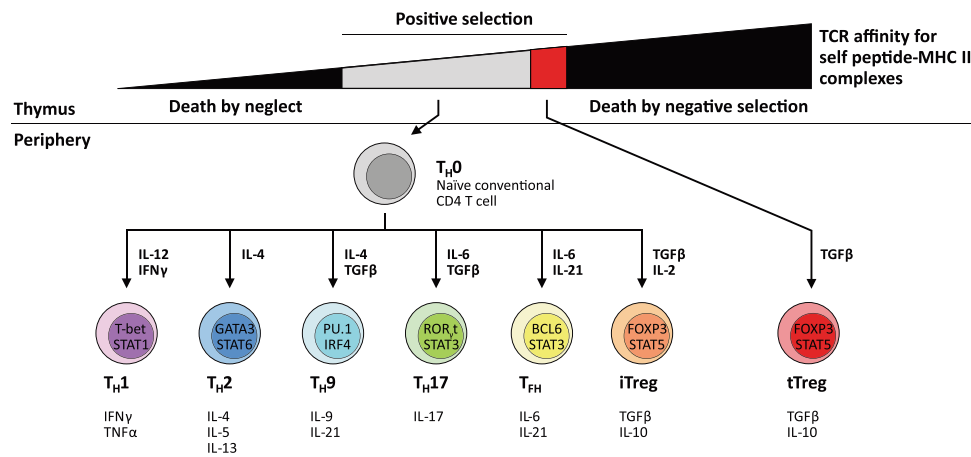 Positive selection
TCR affinity for
self peptide-MHC II
complexes
Death by neglect
Death by negative selection
Thymus
Periphery
TH0
Naïve conventional
CD4 T cell
IL-12
IFNγ
IL-4
IL-4
TGFβ
IL-6
TGFβ
IL-6
IL-21
TGFβ
IL-2
TGFβ
T-bet
STAT1
GATA3
STAT6
PU.1
IRF4
RORγt
STAT3
BCL6
STAT3
FOXP3
STAT5
FOXP3
STAT5
TH1
TH2
TH9
TH17
TFH
iTreg
tTreg
IFNγ
TNFα
IL-4
IL-5
IL-13
IL-9
IL-21
IL-17
IL-6
IL-21
TGFβ
IL-10
TGFβ
IL-10